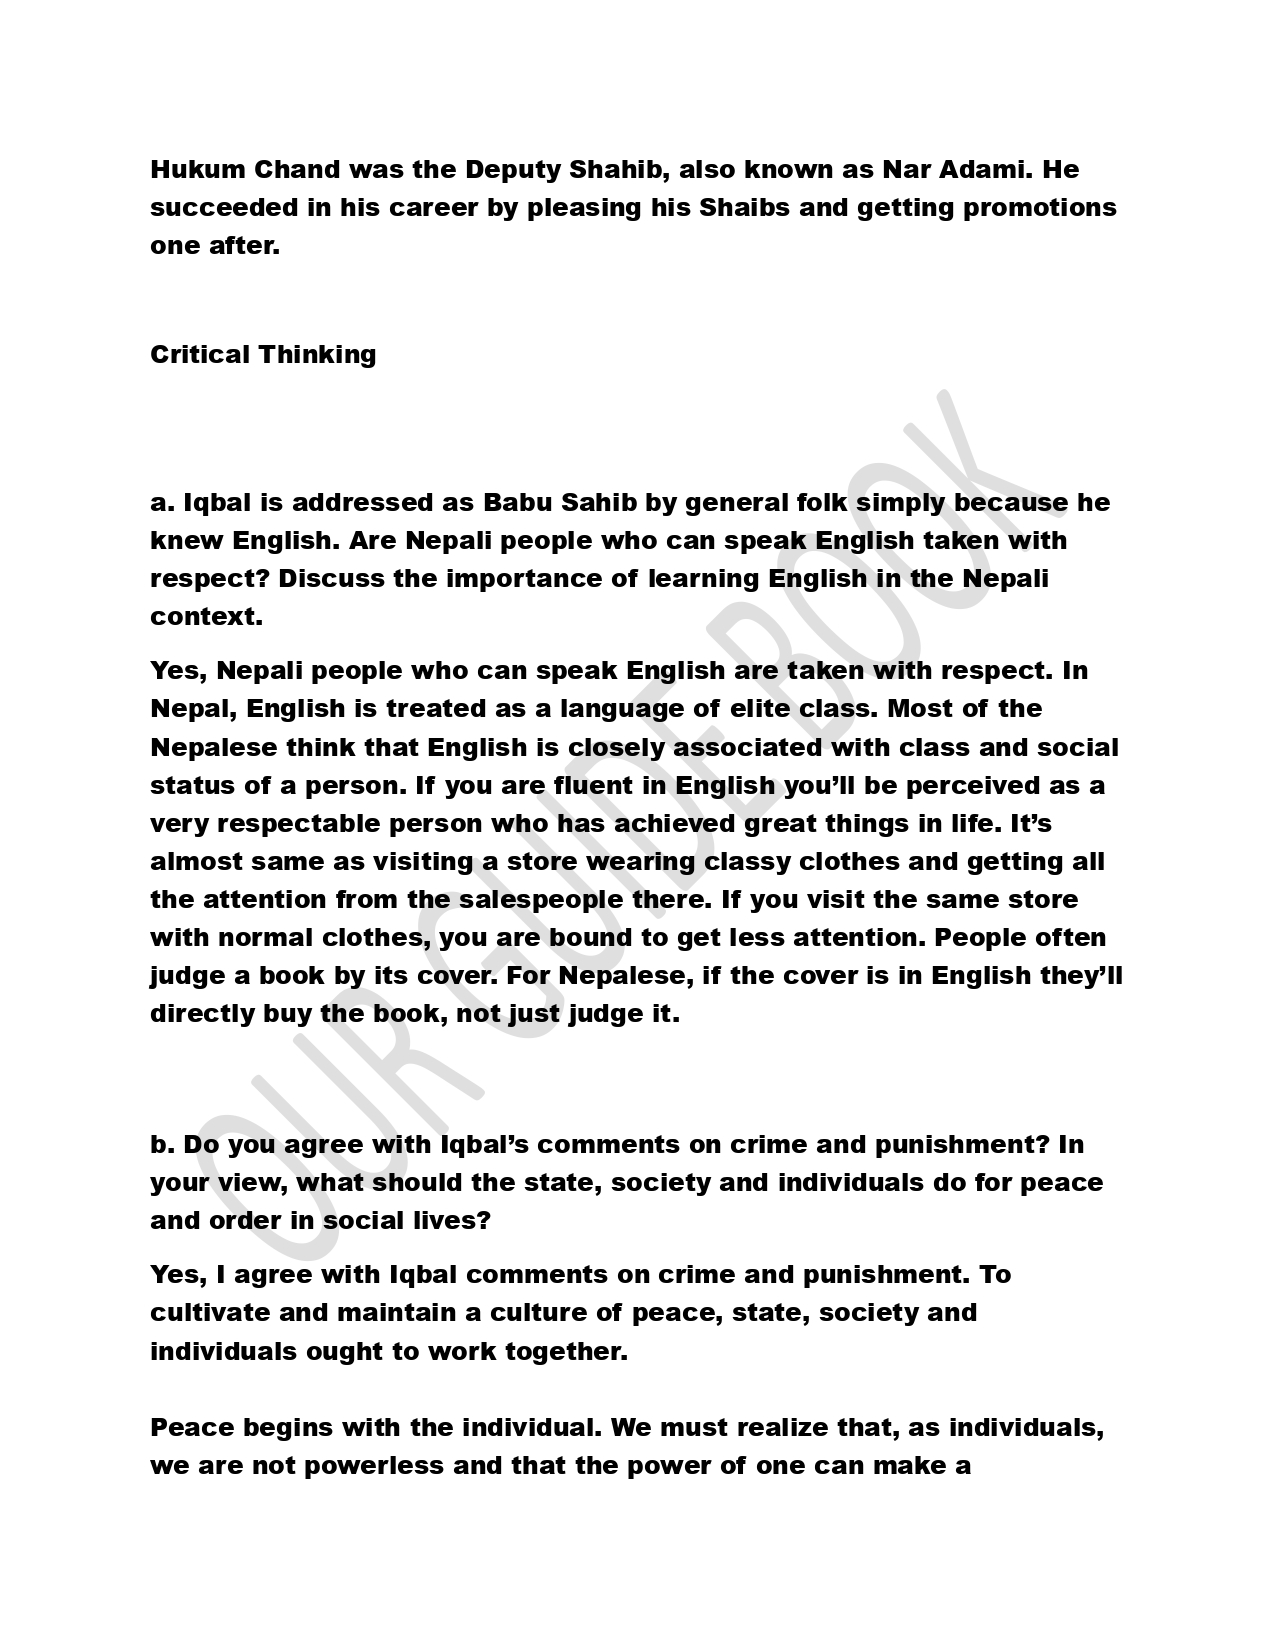 Hukum Chand was the Deputy Shahib, also known as Nar Adami. He
succeeded in his career by pleasing his Shaibs and getting promotions
one after.
Critical Thinking
a. Iqbal is addressed as Babu Sahib by general folk simply because he
knew English. Are Nepali people who can speak English taken with
respect? Discuss the importance of learning English in the Nepali
context.
Yes, Nepali people who can speak English are taken with respect. In
Nepal, English is treated as a language of elite class. Most of the
Nepalese think that English is closely associated with class and social
status of a person. If you are fluent in English you’ll be perceived as a
very respectable person who has achieved great things in life. It’s
almost same as visiting a store wearing classy clothes and getting all
the attention from the salespeople there. If you visit the same store
with normal clothes, you are bound to get less attention. People often
judge a book by its cover. For Nepalese, if the cover is in English they’ll
directly buy the book, not just judge it.
b. Do you agree with Iqbal’s comments on crime and punishment? In
your view, what should the state, society and individuals do for peace
and order in social lives?
Yes, I agree with Iqbal comments on crime and punishment. To
cultivate and maintain a culture of peace, state, society and
individuals ought to work together.
Peace begins with the individual. We must realize that, as individuals,
we are not powerless and that the power of one can make a
OUR GUIDE BOOK